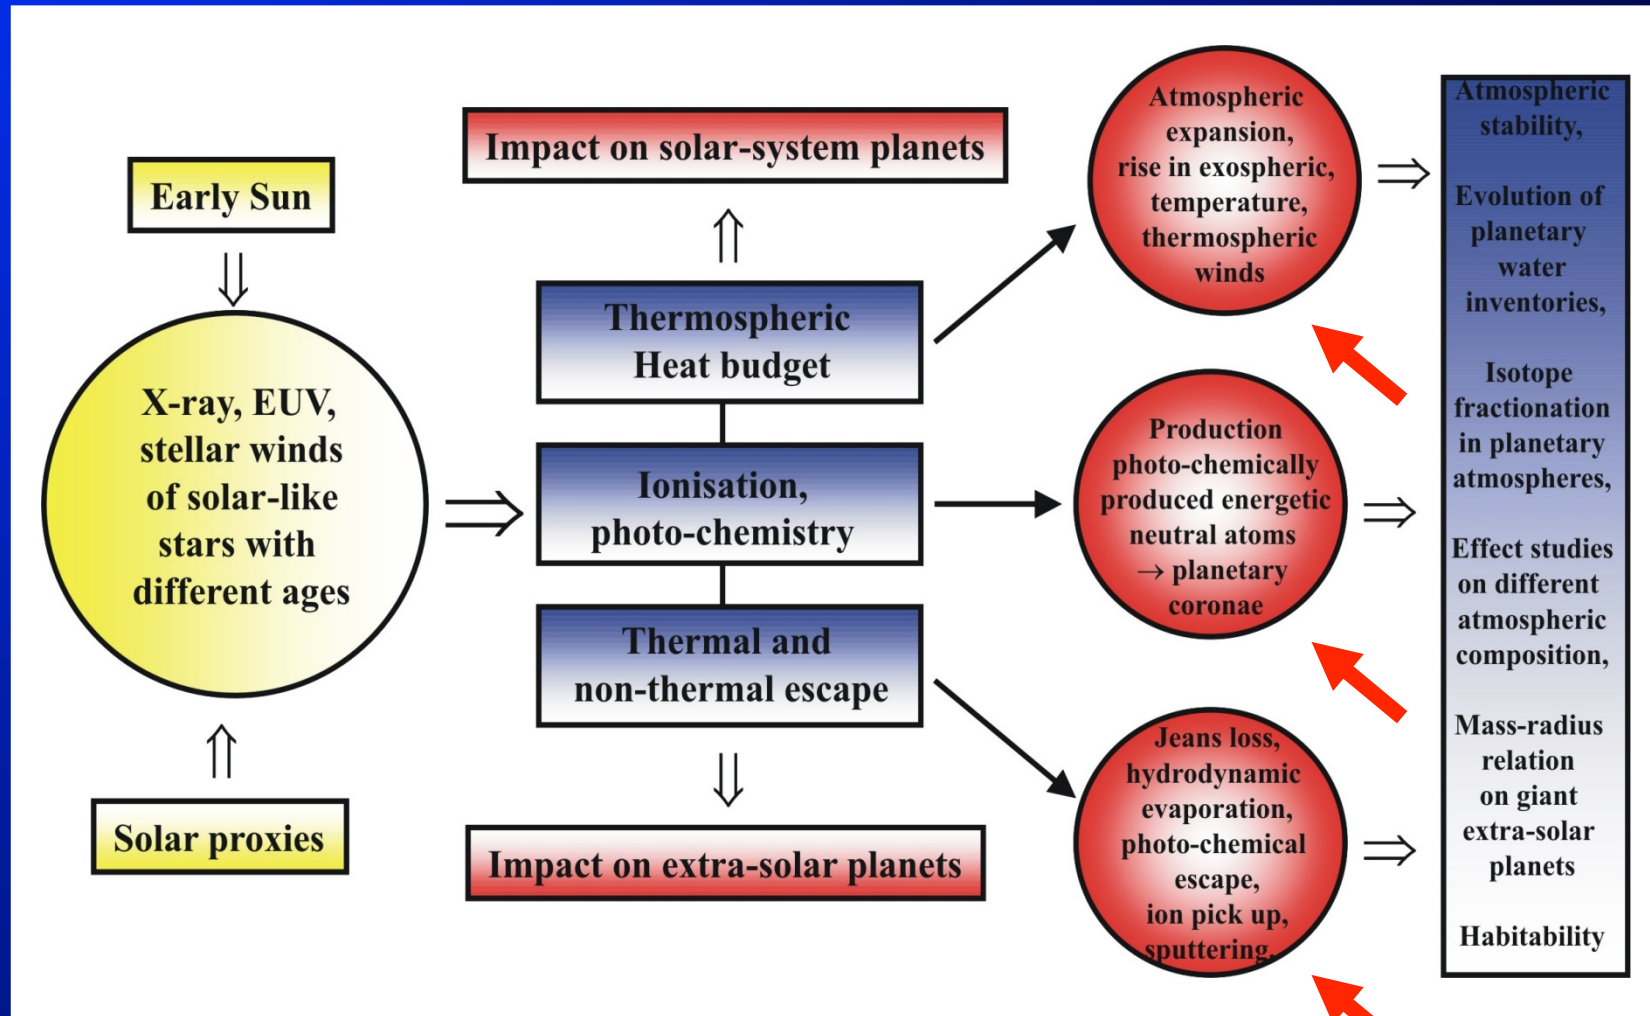 Early Sun
X-ray, EUV,
stellar winds
of solar-like
stars with
different ages
Solar proxies
Impact on solar-system planets
Thermospheric
Heat budget
Ionisation,
photo-chemistry
Thermal and
non-thermal escape
Impact on extra-solar planets
Atmospheric
expansion,
rise in exospheric,
temperature,
thermospheric
winds
Production
photo-chemically
produced energetic
neutral atoms
→ planetary
coronae
Jeans loss,
hydrodynamic
evaporation,
photo-chemical
escape,
ion pick up,
sputtering,
Atmospheric
stability,
Evolution of
planetary
water
inventories,
Isotope
fractionation
in planetary
atmospheres,
Effect studies
on different
atmospheric
composition,
Mass-radius
relation
on giant
extra-solar
planets
Habitability